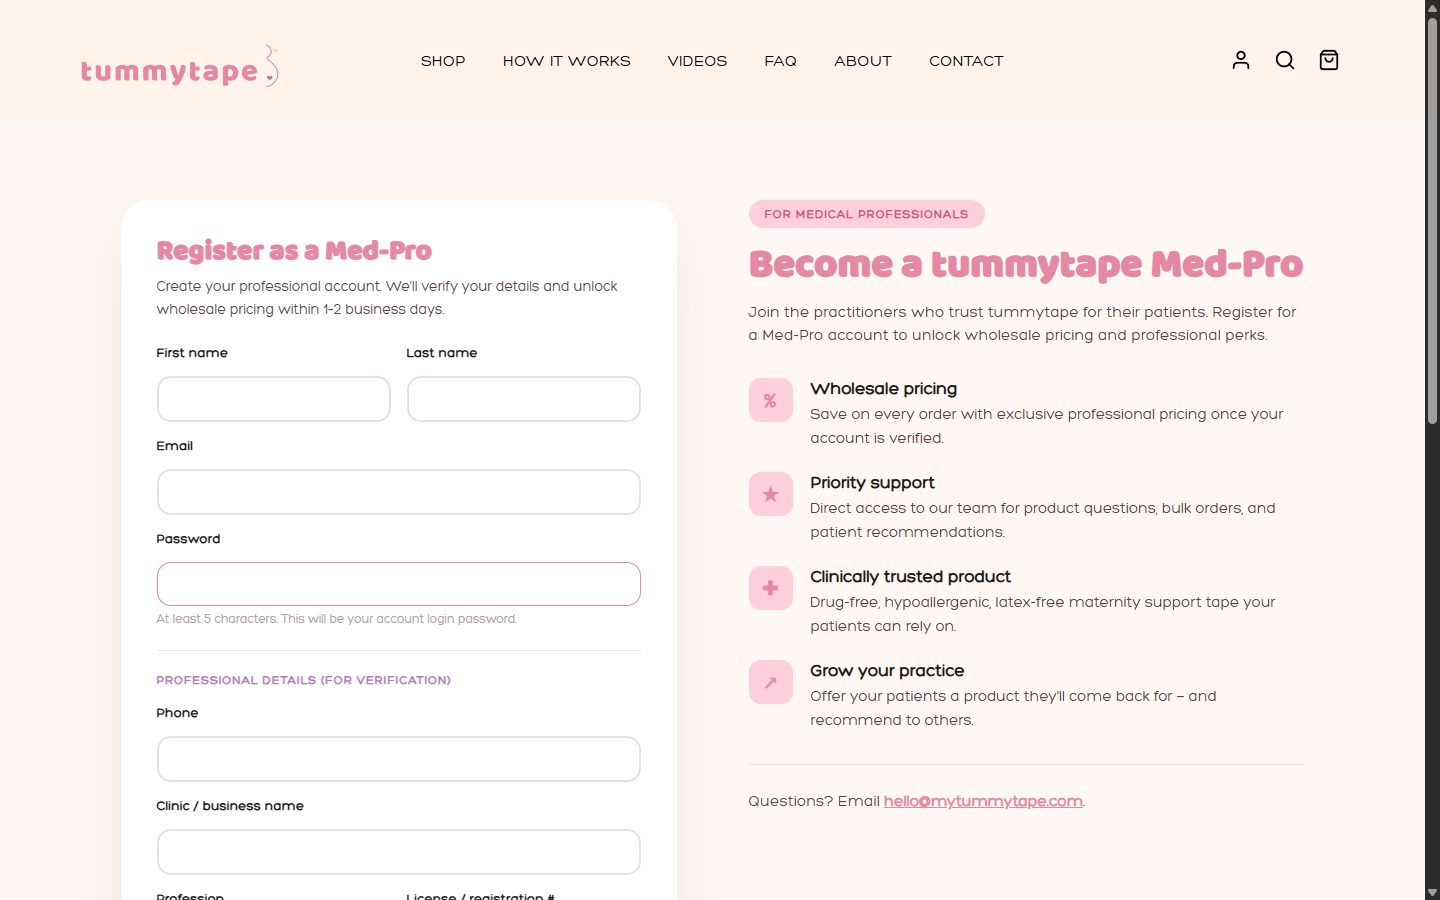 tummytape
SHOP
HOW IT WORKS
VIDEOS
FAQ
ABOUT
CONTACT
Register as a Med-Pro
Create your professional account. We'll verify your details and unlock
wholesale pricing within 1-2 business days.
First name
Last name
Email
Password
At least 5 characters. This will be your account login password.
PROFESSIONAL DETAILS (FOR VERIFICATION)
Phone
Clinic / business name
Profession
License / registration #
FOR MEDICAL PROFESSIONALS
Become a tummytape Med-Pro
Join the practitioners who trust tummytape for their patients. Register for
a Med-Pro account to unlock wholesale pricing and professional perks.
%
Wholesale pricing
Save on every order with exclusive professional pricing once your
account is verified.
Priority support
Direct access to our team for product questions, bulk orders, and
patient recommendations.
Clinically trusted product
Drug-free, hypoallergenic, latex-free maternity support tape your
patients can rely on.
Grow your practice
Offer your patients a product they'll come back for – and
recommend to others.
Questions? Email hello@mytummytape.com.